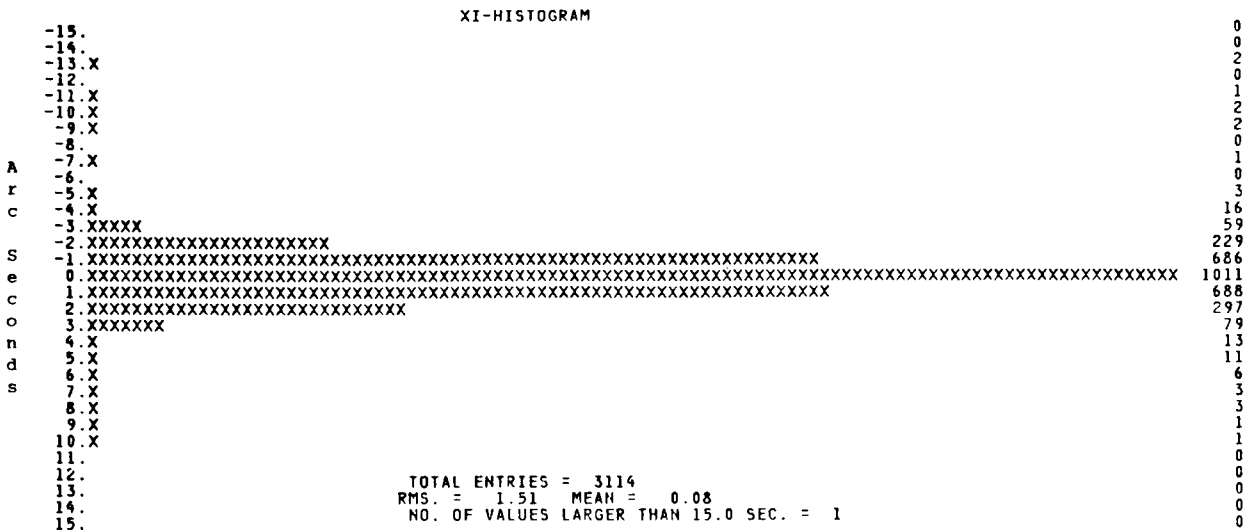 XI-HISTOGRAM
Arc Seconds
-15. 0
-14. 0
-13.X 2
-12. 0
-11.X 1
-10.X 2
-9.X 2
-8. 0
-7.X 1
-6. 0
-5.X 3
-4.X 16
-3.XXXXX 59
-2.XXXXXXXXXXXXXXXXXXXXXXX 229
-1.XXXXXXXXXXXXXXXXXXXXXXXXXXXXXXXXXXXXXXXXXXXXXXXXXXXXXXXXXXXXXXXXXXXXXX 686
0.XXXXXXXXXXXXXXXXXXXXXXXXXXXXXXXXXXXXXXXXXXXXXXXXXXXXXXXXXXXXXXXXXXXXXXXXXXXXXXXXXXXXXXXXXXXXXXXXXXXXXXXXX 1011
1.XXXXXXXXXXXXXXXXXXXXXXXXXXXXXXXXXXXXXXXXXXXXXXXXXXXXXXXXXXXXXXXXXXXXXXX 688
2.XXXXXXXXXXXXXXXXXXXXXXXXXXXXXX 297
3.XXXXXXX 79
4.X 13
5.X 11
6.X 6
7.X 3
8.X 3
9.X 1
10.X 1
11. 0
12. 0
13. 0
14. 0
15. 0
TOTAL ENTRIES = 3114
RMS. = 1.51 MEAN = 0.08
NO. OF VALUES LARGER THAN 15.0 SEC. = 1